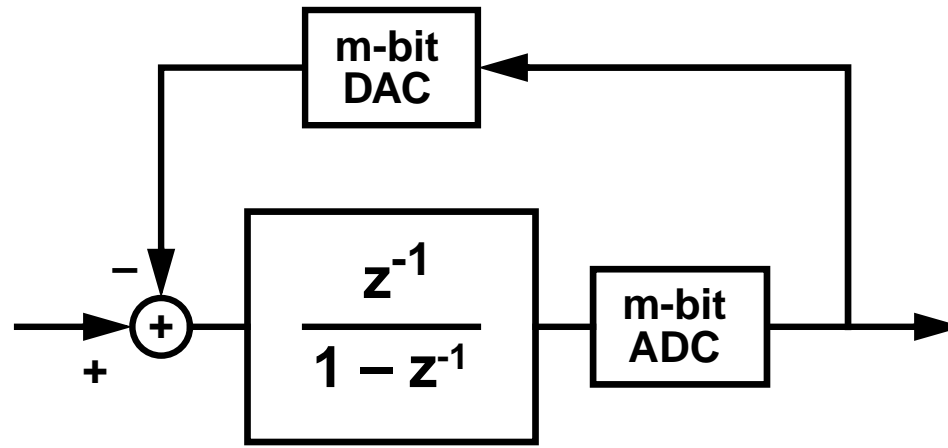 m-bit
DAC
–
+
+
z⁻¹
1 – z⁻¹
m-bit
ADC